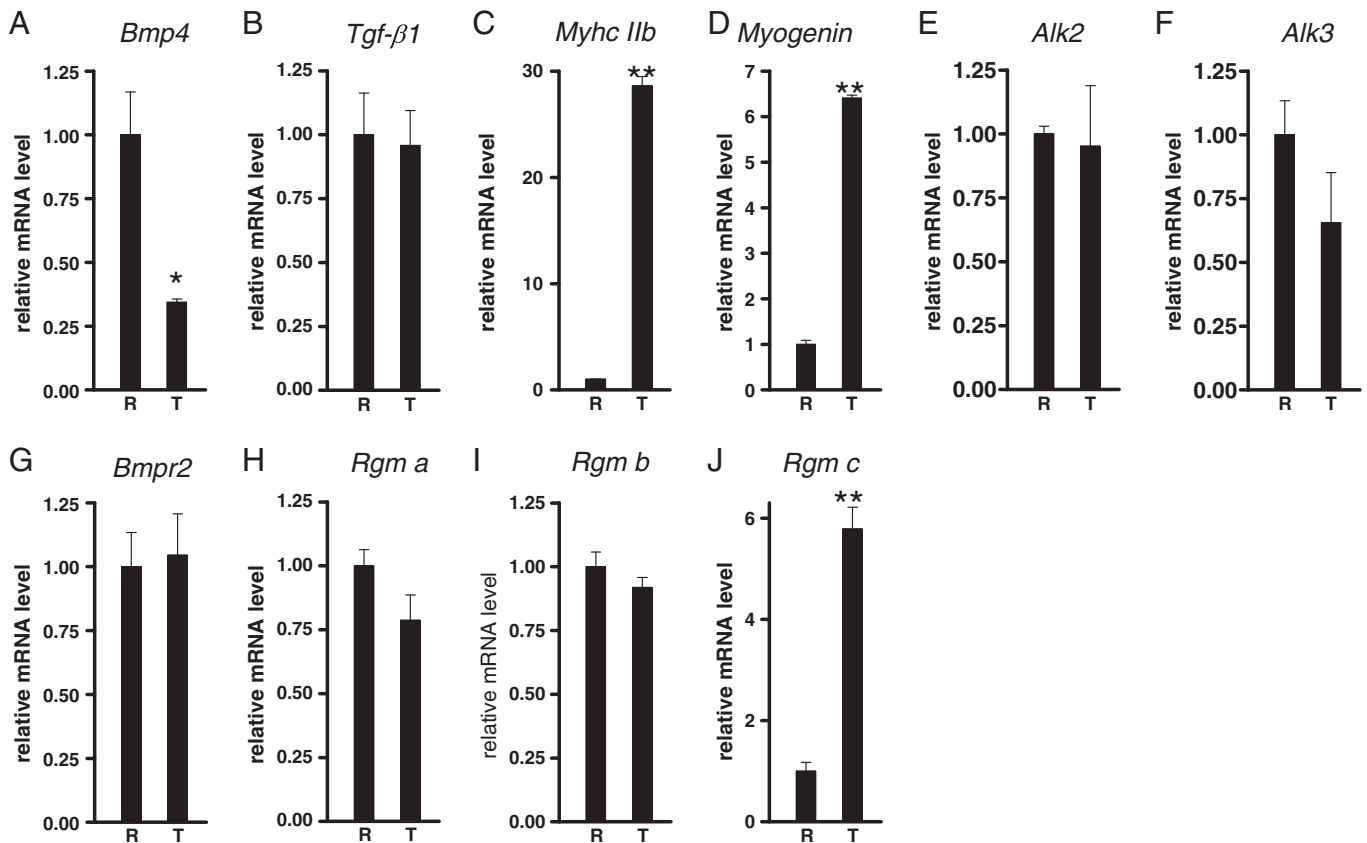 A Bmp4
relative mRNA level
1.25
1.00
0.75
0.50
0.25
0.00
*
R T
B Tgf-β1
relative mRNA level
1.25
1.00
0.75
0.50
0.25
0.00
R T
C Myhc IIb
relative mRNA level
30
20
10
0
**
R T
D Myogenin
relative mRNA level
7
6
5
4
3
2
1
0
**
R T
E Alk2
relative mRNA level
1.25
1.00
0.75
0.50
0.25
0.00
R T
F Alk3
relative mRNA level
1.25
1.00
0.75
0.50
0.25
0.00
R T
G Bmpr2
relative mRNA level
1.25
1.00
0.75
0.50
0.25
0.00
R T
H Rgm a
relative mRNA level
1.25
1.00
0.75
0.50
0.25
0.00
R T
I Rgm b
relative mRNA level
1.25
1.00
0.75
0.50
0.25
0.00
R T
J Rgm c
relative mRNA level
6
4
2
0
**
R T